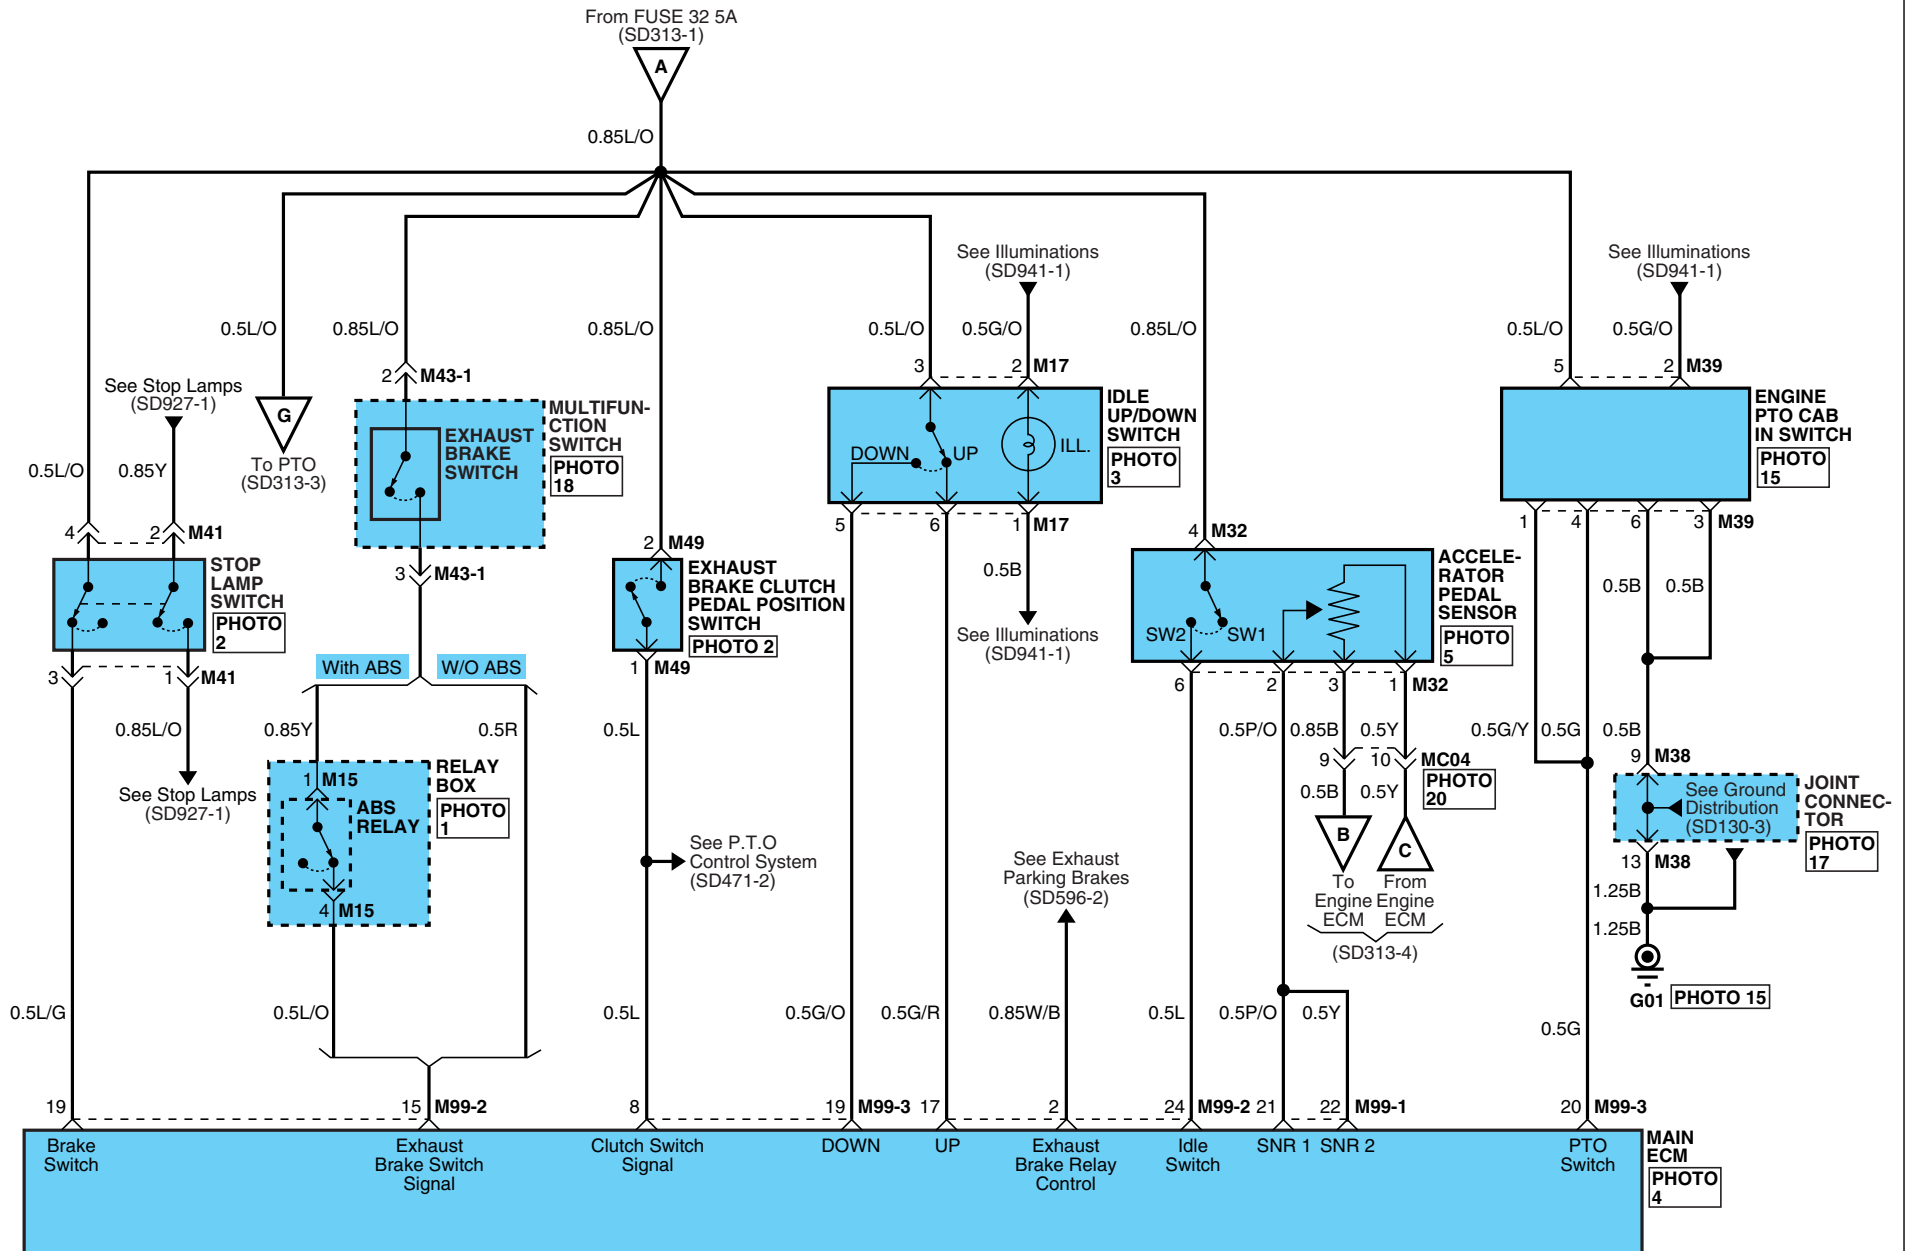 From FUSE 32 5A
(SD313-1)
A
0.85L/O
See Illuminations
(SD941-1)
See Illuminations
(SD941-1)
0.5L/O
0.85L/O
0.85L/O
0.5L/O
0.5G/O
0.85L/O
0.5L/O
0.5G/O
See Stop Lamps
(SD927-1)
G
To PTO
(SD313-3)
0.5L/O
0.85Y
2
M43-1
MULTIFUN-
CTION
SWITCH
PHOTO
18
EXHAUST
BRAKE
SWITCH
3
M43-1
3
2
M17
IDLE
UP/DOWN
SWITCH
PHOTO
3
DOWN
UP
ILL.
5
6
1
M17
0.5B
See Illuminations
(SD941-1)
5
2
M39
ENGINE
PTO CAB
IN SWITCH
PHOTO
15
1
4
6
3
M39
0.5B
0.5B
4
2
M41
STOP
LAMP
SWITCH
PHOTO
2
3
1
M41
0.85L/O
See Stop Lamps
(SD927-1)
2
M49
EXHAUST
BRAKE CLUTCH
PEDAL POSITION
SWITCH
PHOTO 2
1
M49
4
M32
ACCELE-
RATOR
PEDAL
SENSOR
PHOTO
5
SW2
SW1
6
2
3
1
M32
With ABS
W/O ABS
0.85Y
0.5R
0.5L
0.5P/O
0.85B
0.5Y
0.5G/Y
0.5G
0.5B
1
M15
RELAY
BOX
PHOTO
1
ABS
RELAY
4
M15
9
10
MC04
PHOTO
20
0.5B
0.5Y
B
C
To
Engine
ECM
From
Engine
ECM
(SD313-4)
9
M38
See Ground
Distribution
(SD130-3)
JOINT
CONNEC-
TOR
PHOTO
17
13
M38
1.25B
1.25B
G01
PHOTO 15
See P.T.O
Control System
(SD471-2)
See Exhaust
Parking Brakes
(SD596-2)
0.5L/G
0.5L/O
0.5L
0.5G/O
0.5G/R
0.85W/B
0.5L
0.5P/O
0.5Y
0.5G
19
15
M99-2
8
19
M99-3
17
2
24
M99-2
21
22
M99-1
20
M99-3
Brake
Switch
Exhaust
Brake Switch
Signal
Clutch Switch
Signal
DOWN
UP
Exhaust
Brake Relay
Control
Idle
Switch
SNR 1
SNR 2
PTO
Switch
MAIN
ECM
PHOTO
4